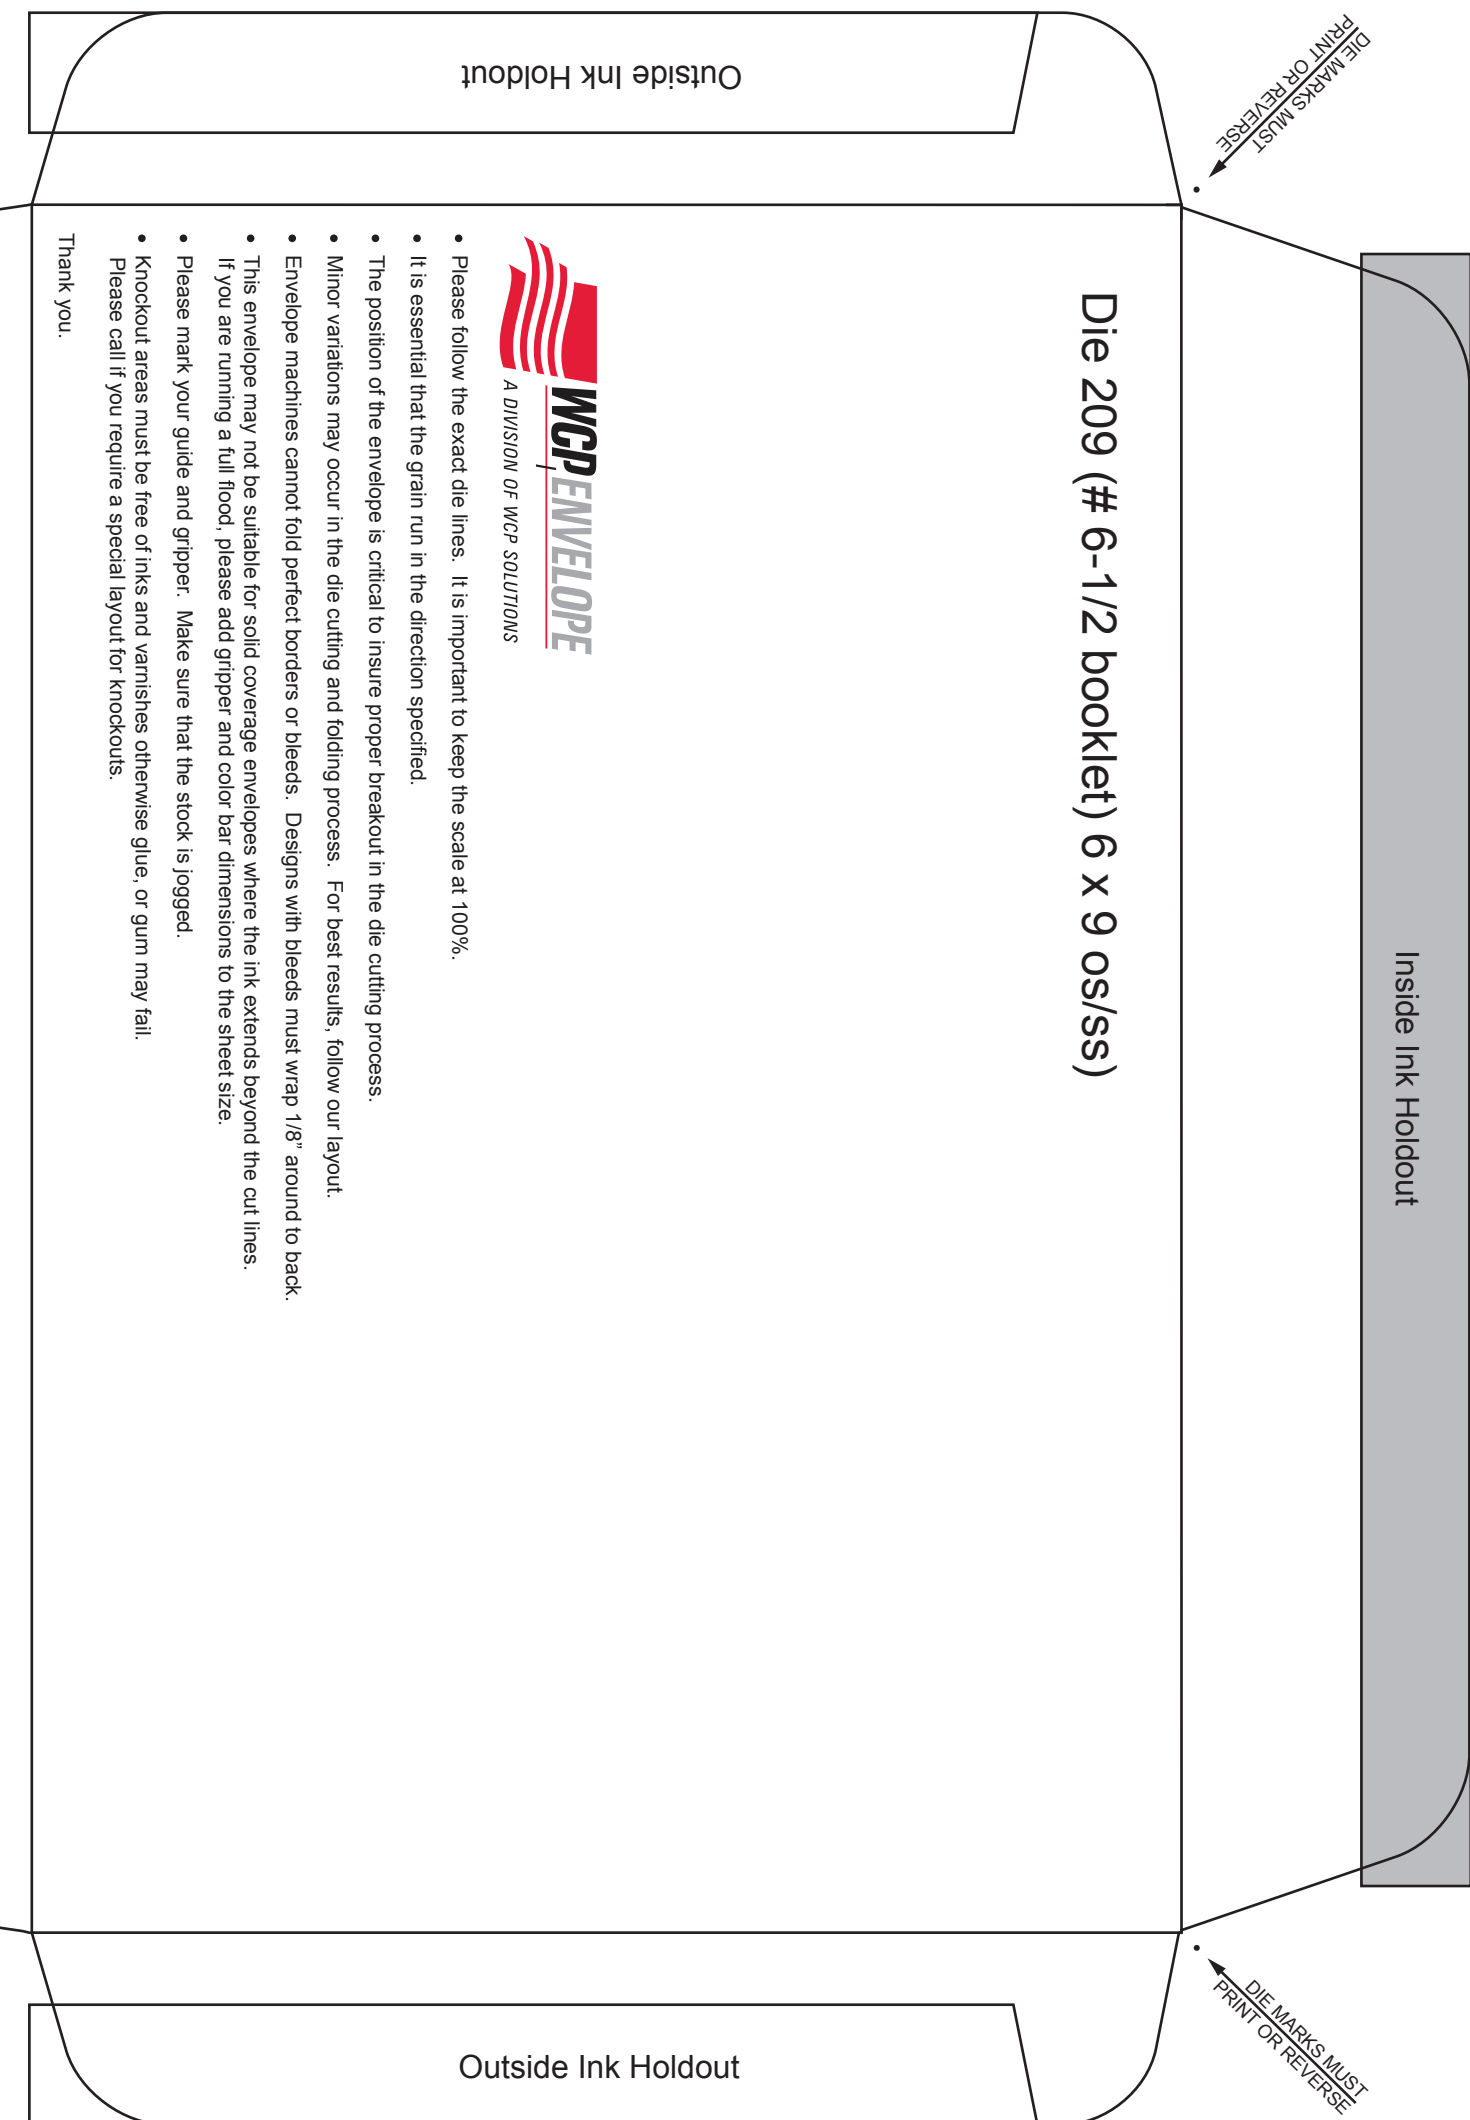 Outside Ink Holdout
DIE MARKS MUST
PRINT OR REVERSE
Inside Ink Holdout
Die 209 (# 6-1/2 booklet) 6 x 9 os/ss)
WCP ENVELOPE
A DIVISION OF WCP SOLUTIONS
• Please follow the exact die lines.  It is important to keep the scale at 100%.
• It is essential that the grain run in the direction specified.
• The position of the envelope is critical to insure proper breakout in the die cutting process.
• Minor variations may occur in the die cutting and folding process.  For best results, follow our layout.
• Envelope machines cannot fold perfect borders or bleeds.  Designs with bleeds must wrap 1/8” around to back.
• This envelope may not be suitable for solid coverage envelopes where the ink extends beyond the cut lines.
If you are running a full flood, please add gripper and color bar dimensions to the sheet size.
• Please mark your guide and gripper.  Make sure that the stock is jogged.
• Knockout areas must be free of inks and varnishes otherwise glue, or gum may fail.
Please call if you require a special layout for knockouts.
Thank you.
DIE MARKS MUST
PRINT OR REVERSE
Outside Ink Holdout